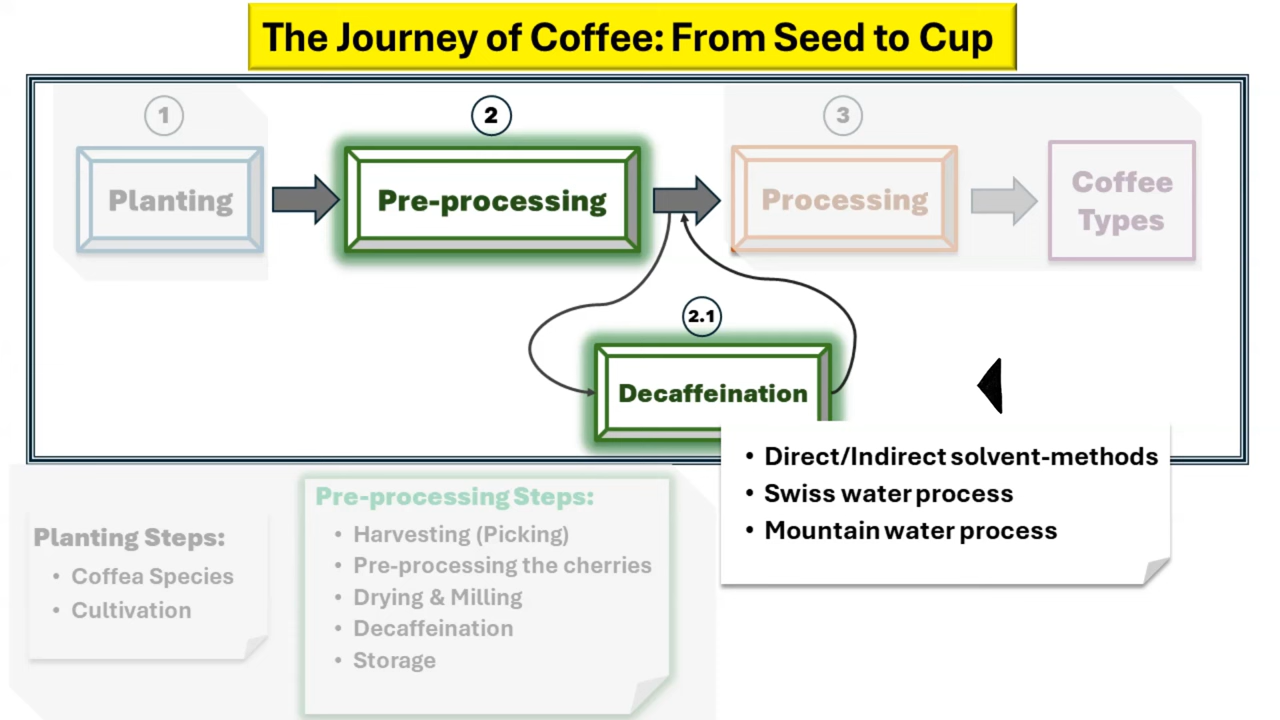 The Journey of Coffee: From Seed to Cup
1
2
3
Planting
Pre-processing
Processing
Coffee
Types
2.1
Decaffeination
• Direct/Indirect solvent-methods
• Swiss water process
• Mountain water process
Planting Steps:
• Coffea Species
• Cultivation
Pre-processing Steps:
• Harvesting (Picking)
• Pre-processing the cherries
• Drying & Milling
• Decaffeination
• Storage